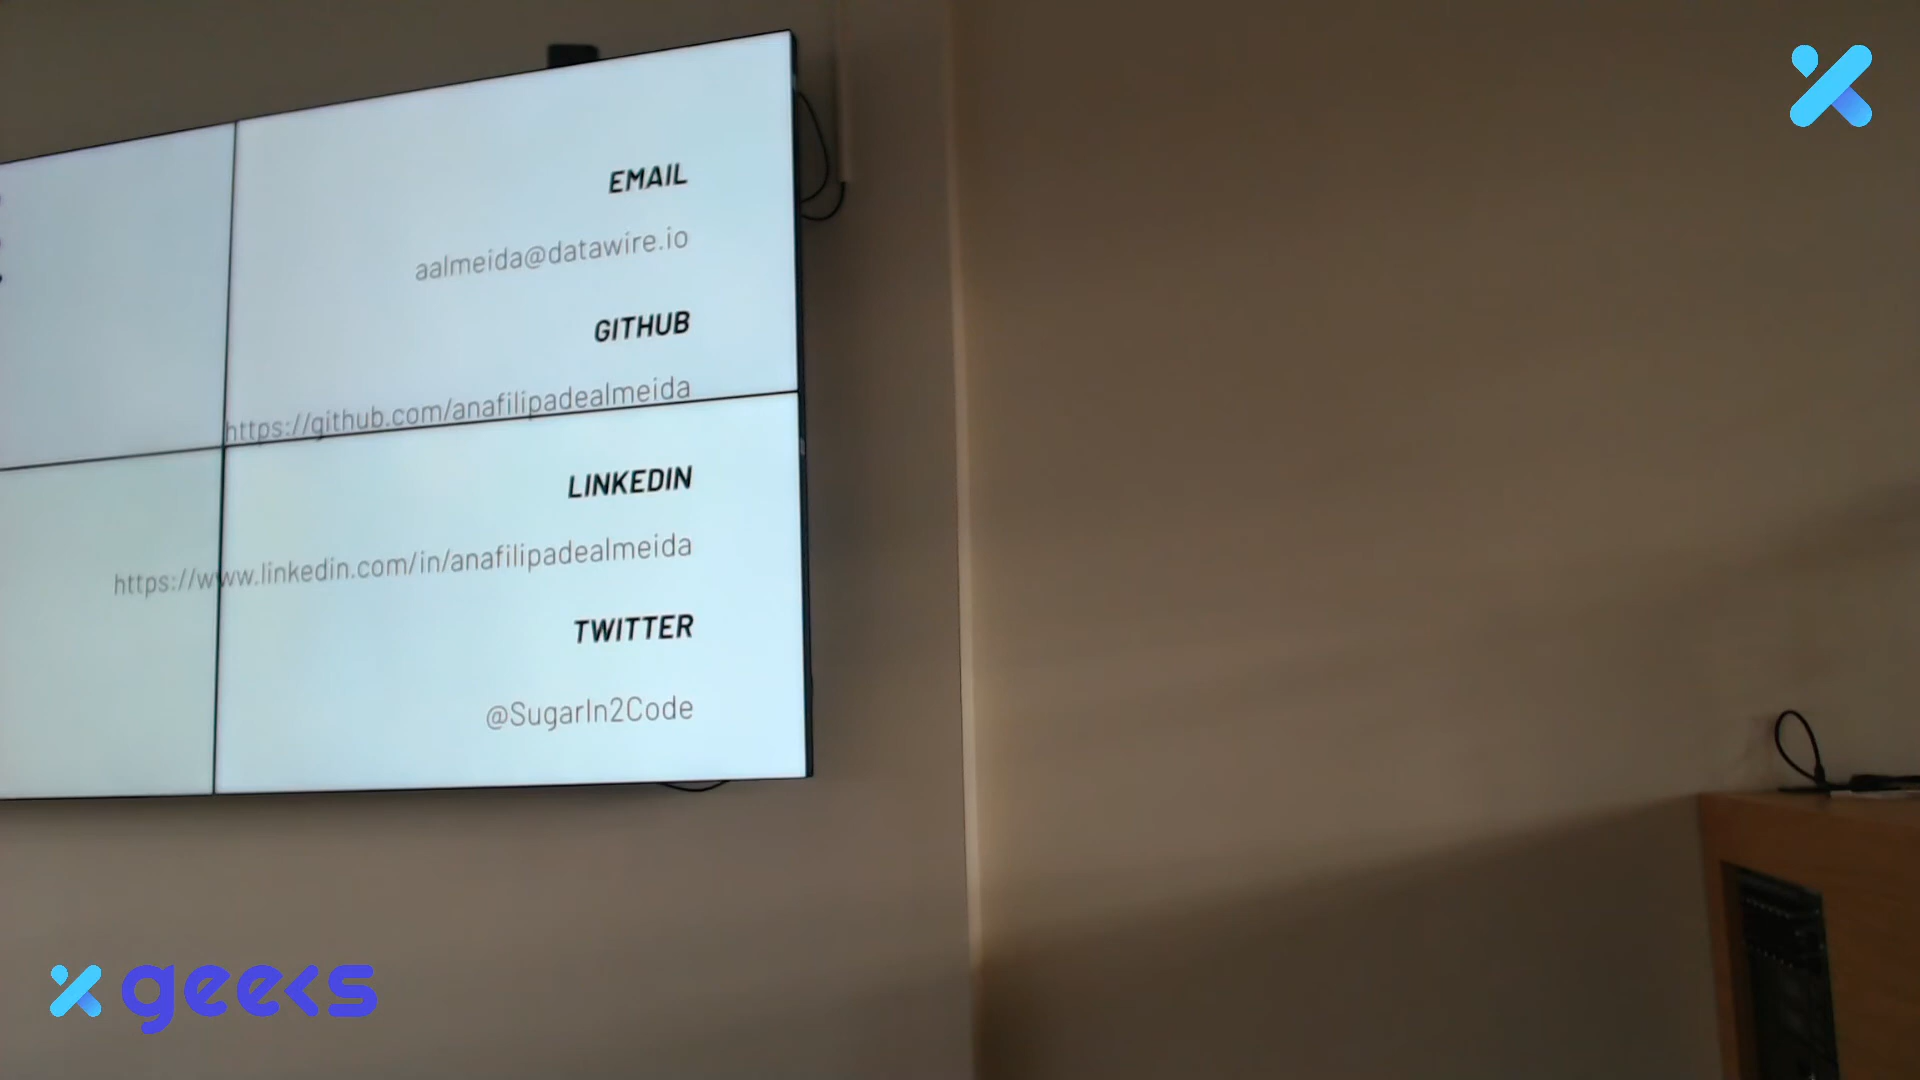 EMAIL
aalmeida@datawire.io
GITHUB
https://github.com/anafilipadealmeida
LINKEDIN
https://www.linkedin.com/in/anafilipadealmeida
TWITTER
@SugarIn2Code
x geeks